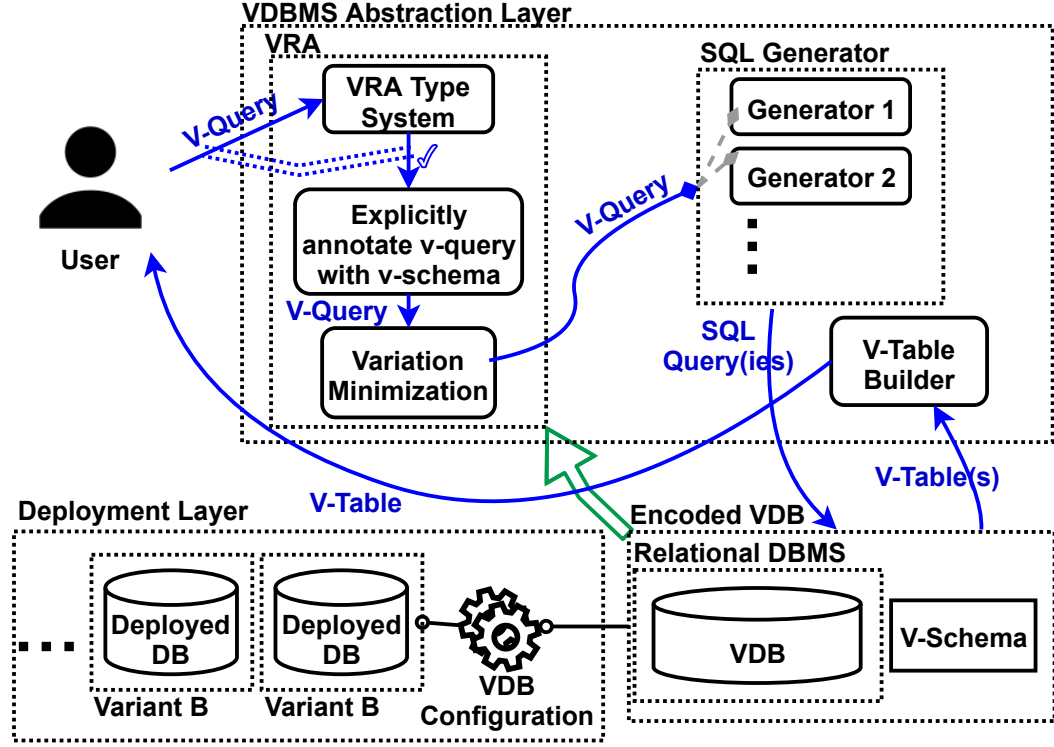 VDBMS Abstraction Layer
VRA
SQL Generator
VRA Type
System
Generator 1
Generator 2
V-Query
✓
User
Explicitly
annotate v-query
with v-schema
V-Query
V-Query
Variation
Minimization
SQL
Query(ies)
V-Table
Builder
V-Table
V-Table(s)
Deployment Layer
Encoded VDB
Relational DBMS
Deployed
DB
Deployed
DB
VDB
V-Schema
Variant B
Variant B
VDB
Configuration